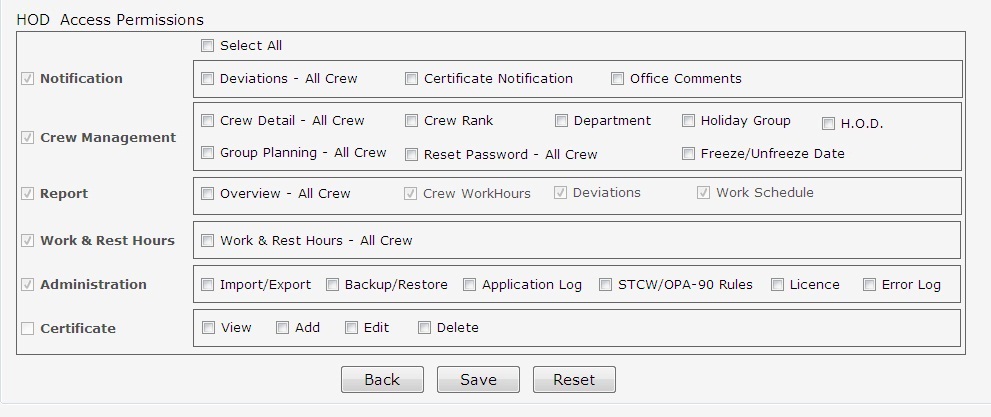 HOD Access Permissions
Select All
Notification Deviations - All Crew Certificate Notification Office Comments
Crew Management Crew Detail - All Crew Crew Rank Department Holiday Group H.O.D.
Group Planning - All Crew Reset Password - All Crew Freeze/Unfreeze Date
Report Overview - All Crew Crew WorkHours Deviations Work Schedule
Work & Rest Hours Work & Rest Hours - All Crew
Administration Import/Export Backup/Restore Application Log STCW/OPA-90 Rules Licence Error Log
Certificate View Add Edit Delete
Back Save Reset